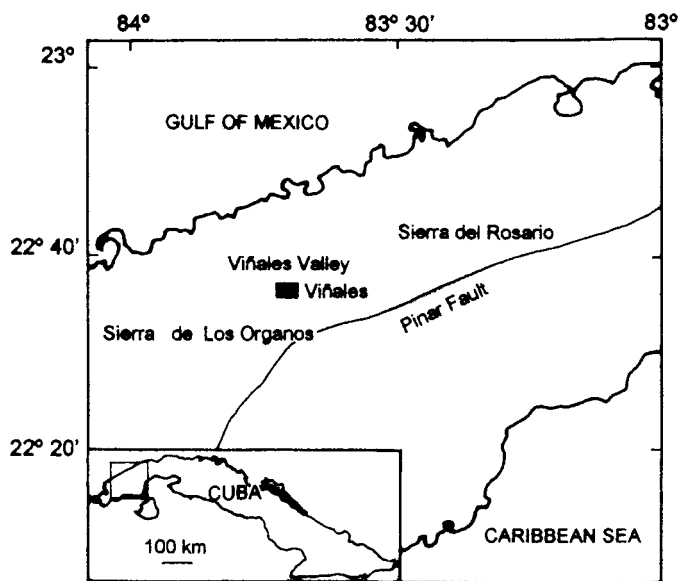 84° 83° 30' 83°
23°
GULF OF MEXICO
Sierra del Rosario
22° 40'
Viñales Valley
Viñales
Pinar Fault
Sierra de Los Organos
22° 20'
CUBA
100 km
CARIBBEAN SEA